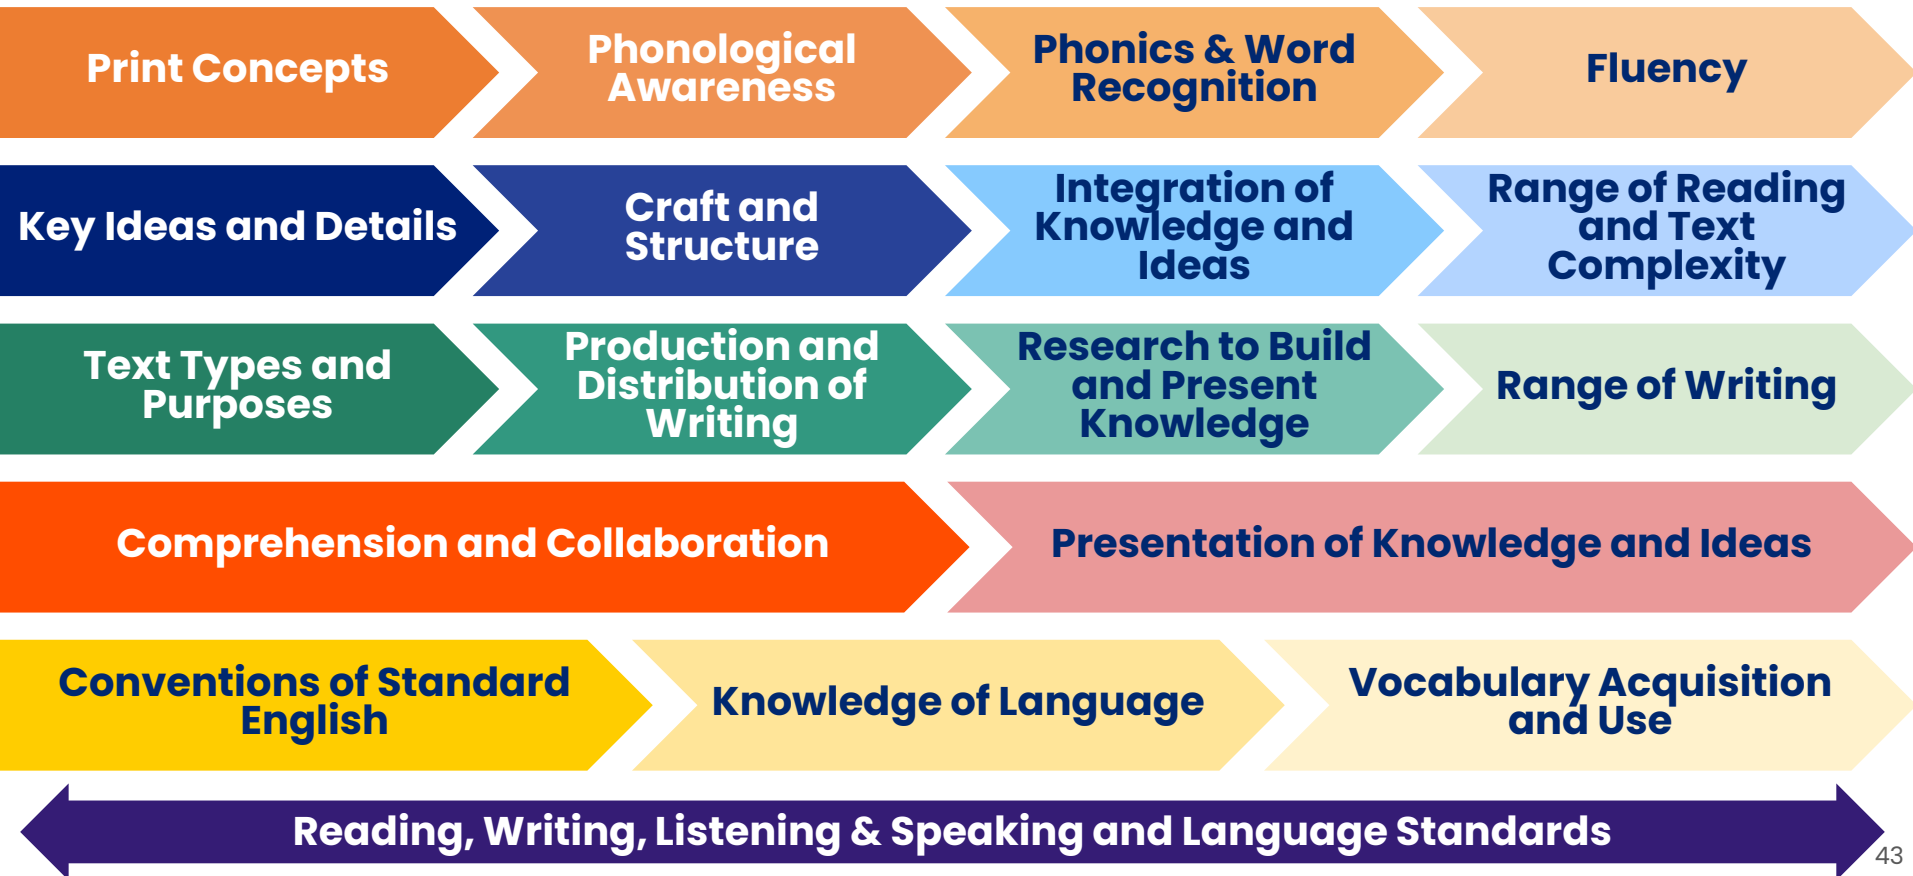 Print Concepts
Phonological
Awareness
Phonics & Word
Recognition
Fluency
Key Ideas and Details
Craft and
Structure
Integration of
Knowledge and
Ideas
Range of Reading
and Text
Complexity
Text Types and
Purposes
Production and
Distribution of
Writing
Research to Build
and Present
Knowledge
Range of Writing
Comprehension and Collaboration
Presentation of Knowledge and Ideas
Conventions of Standard
English
Knowledge of Language
Vocabulary Acquisition
and Use
Reading, Writing, Listening & Speaking and Language Standards
43